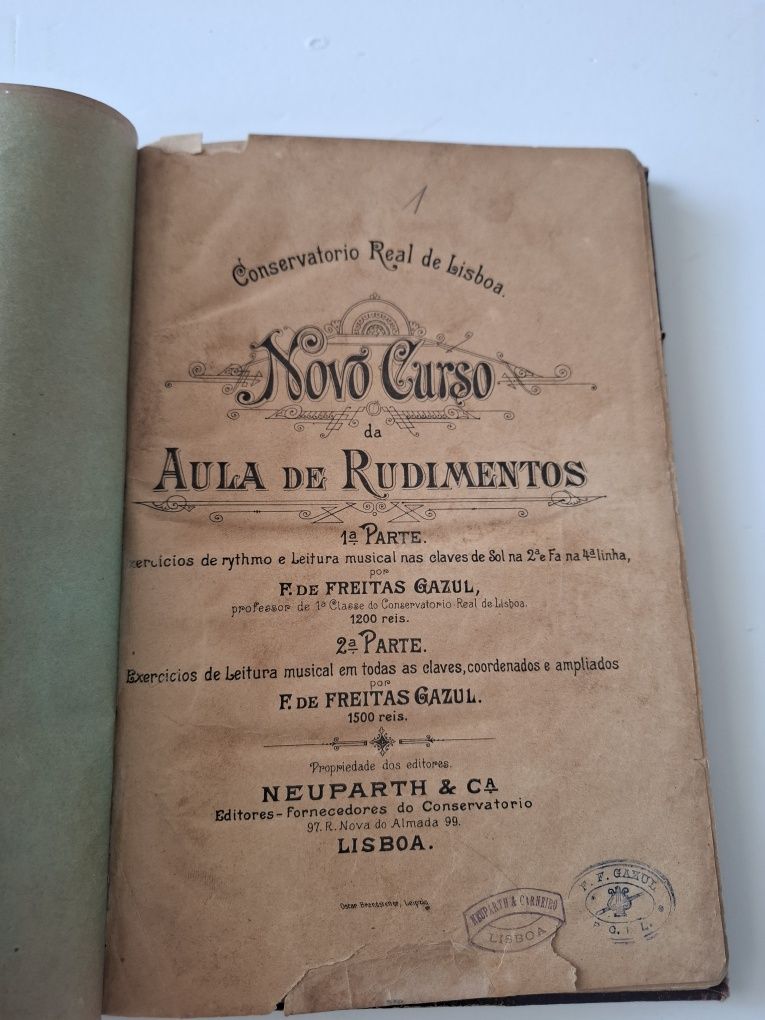 1
Conservatorio Real de Lisboa.
Novo Curso
da
AULA DE RUDIMENTOS
1ª PARTE.
xercicios de rythmo e Leitura musical nas claves de Sol na 2ª e Fa na 4ª linha,
por
F. DE FREITAS GAZUL,
professor de 1ª Classe do Conservatorio Real de Lisboa.
1200 reis.
2ª PARTE.
Exercicios de Leitura musical em todas as claves, coordenados e ampliados
por
F. DE FREITAS GAZUL.
1500 reis.
Propriedade dos editores.
NEUPARTH & Cª
Editores-Fornecedores do Conservatorio
97. R. Nova do Almada 99.
LISBOA.
Oscar Brandstetter, Leipzig
NEUPARTH & CARNEIRO
LISBOA
F. F. GAZUL